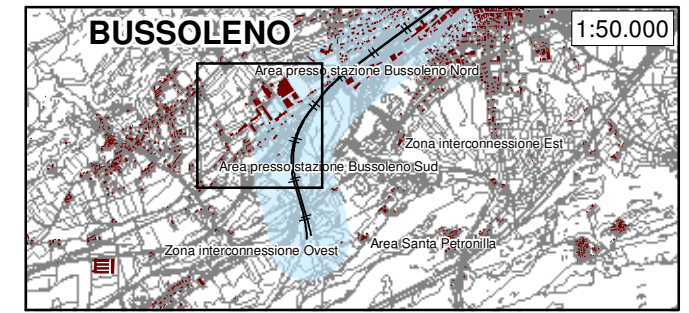 BUSSOLENO
1:50.000
Area presso stazione Bussoleno Nord
Zona interconnessione Est
Area presso stazione Bussoleno Sud
Area Santa Petronilla
Zona interconnessione Ovest